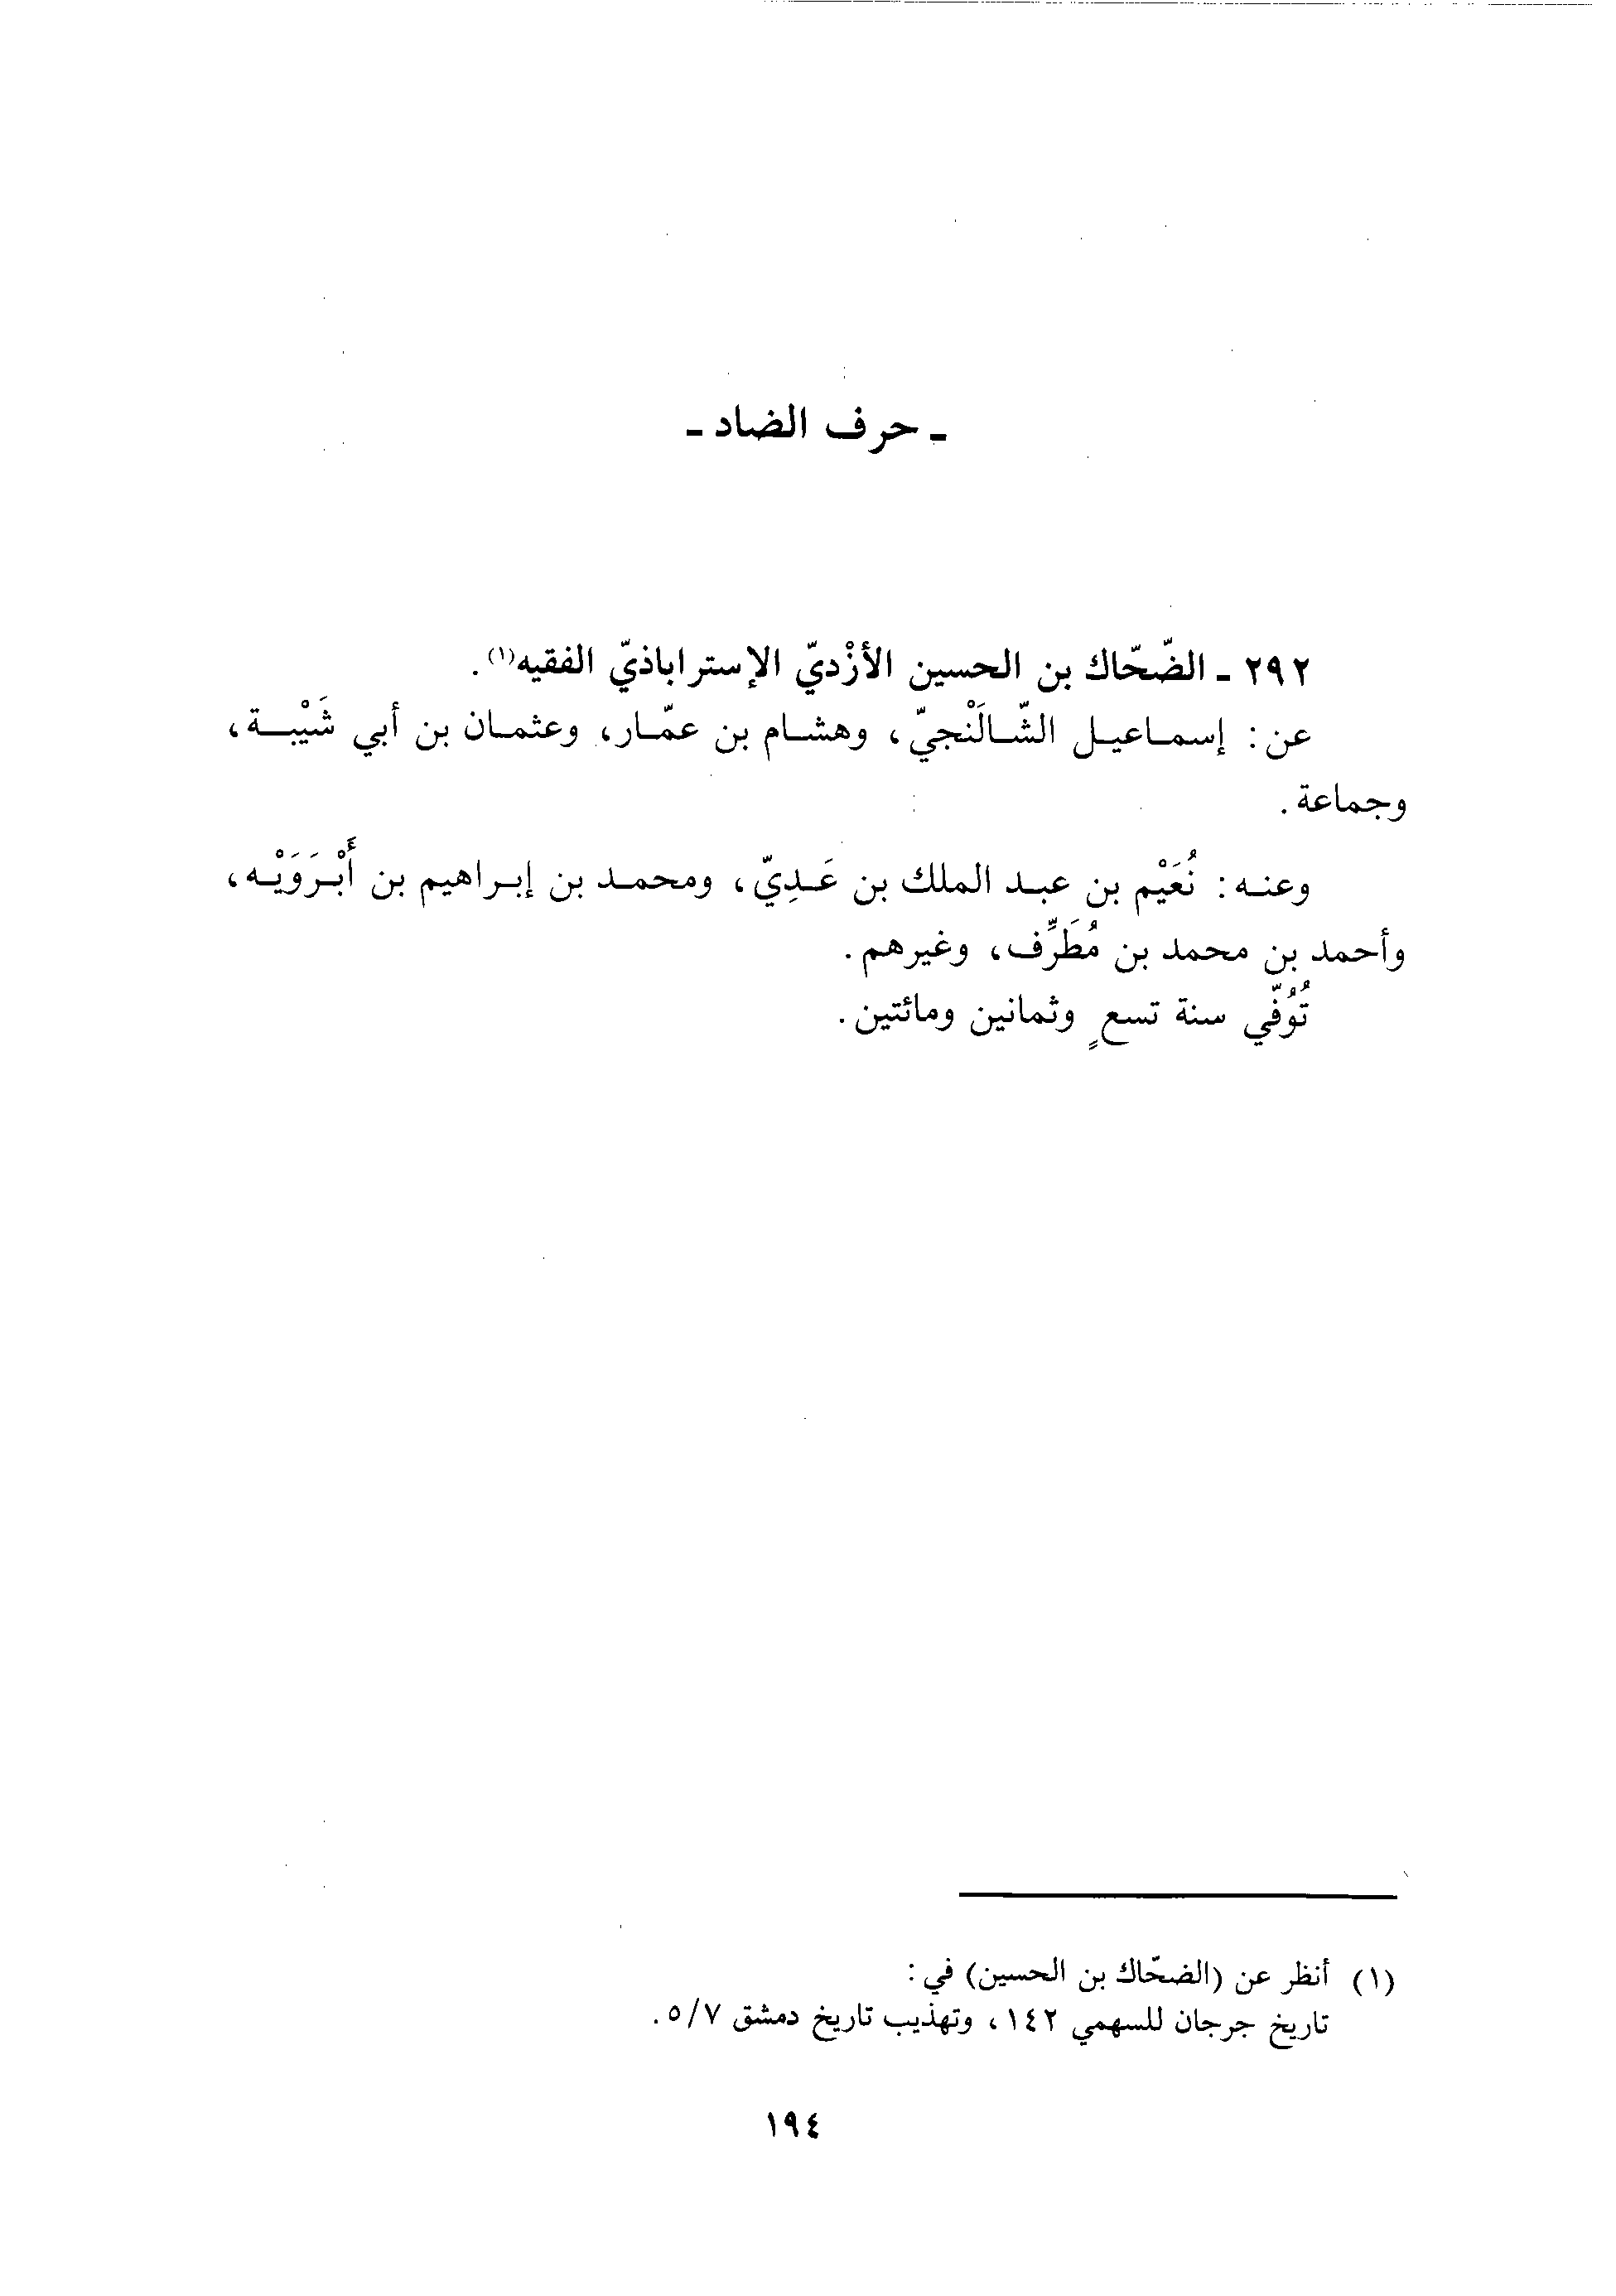 ـ حرف الضاد ـ
٢٩٢ ـ الضّحّاك بن الحسين الأزْديّ الإستراباذيّ الفقيه(١).
عن: إسماعيل الشّالَنْجيّ، وهشام بن عمّار، وعثمان بن أبي شَيْبة،
وجماعة.
وعنه: نُعَيْم بن عبد الملك بن عَدِيّ، ومحمد بن إبراهيم بن أَبْرَوَيْه،
وأحمد بن محمد بن مُطَرِّف، وغيرهم.
تُوُفّي سنة تسعٍ وثمانين ومائتين.
(١) أنظر عن (الضحّاك بن الحسين) في:
تاريخ جرجان للسهمي ١٤٢، وتهذيب تاريخ دمشق ٥/٧.
١٩٤